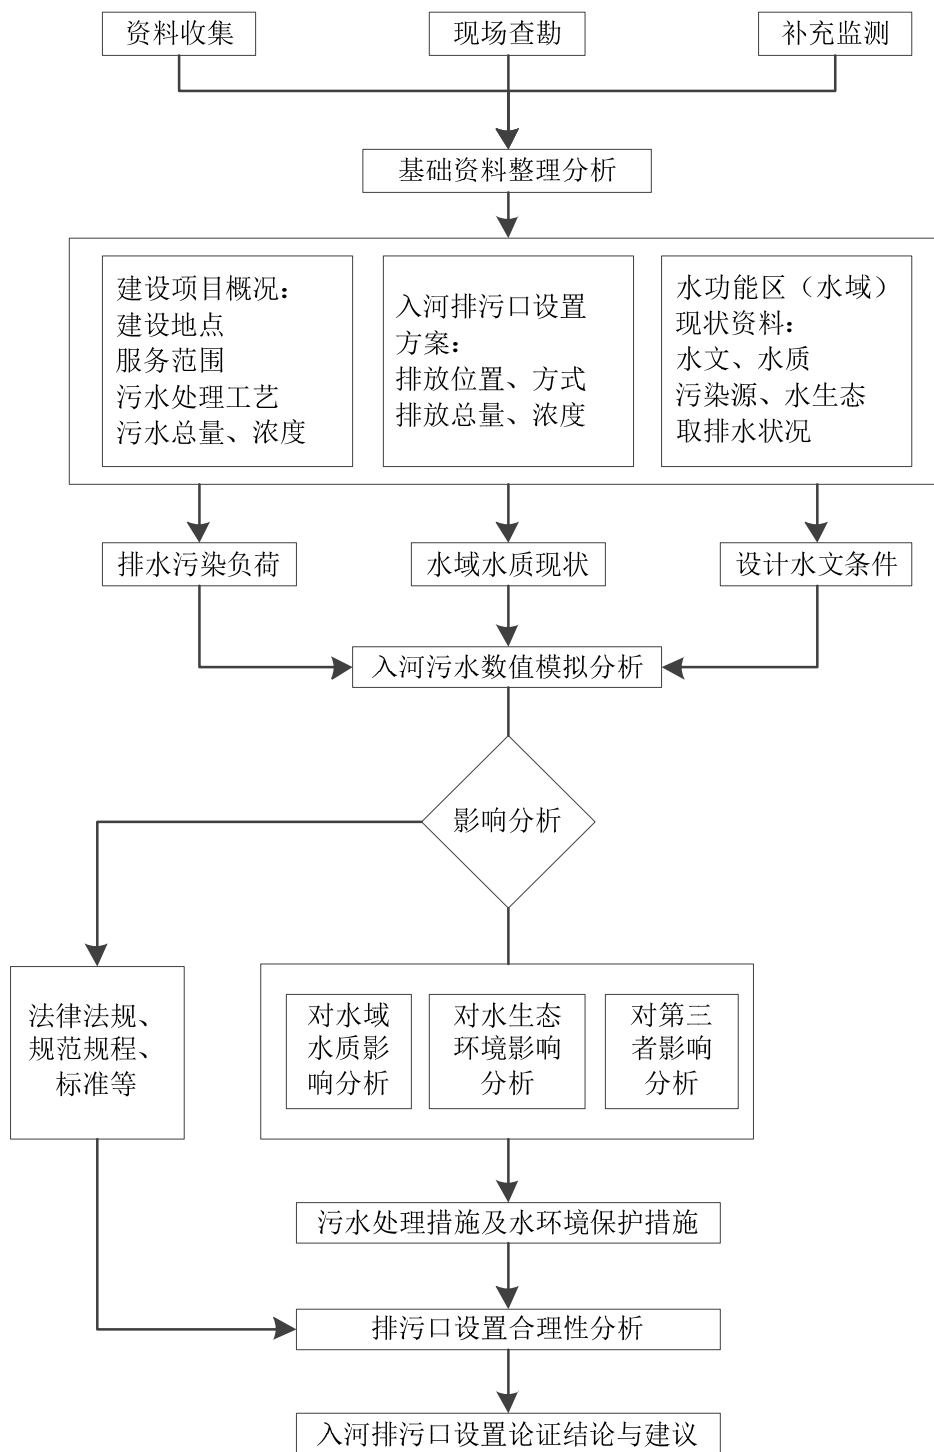 资料收集
现场查勘
补充监测
基础资料整理分析
建设项目概况：
建设地点
服务范围
污水处理工艺
污水总量、浓度
入河排污口设置
方案：
排放位置、方式
排放总量、浓度
水功能区（水域）
现状资料：
水文、水质
污染源、水生态
取排水状况
排水污染负荷
水域水质现状
设计水文条件
入河污水数值模拟分析
影响分析
法律法规、
规范规程、
标准等
对水域
水质影
响分析
对水生态
环境影响
分析
对第三
者影响
分析
污水处理措施及水环境保护措施
排污口设置合理性分析
入河排污口设置论证结论与建议